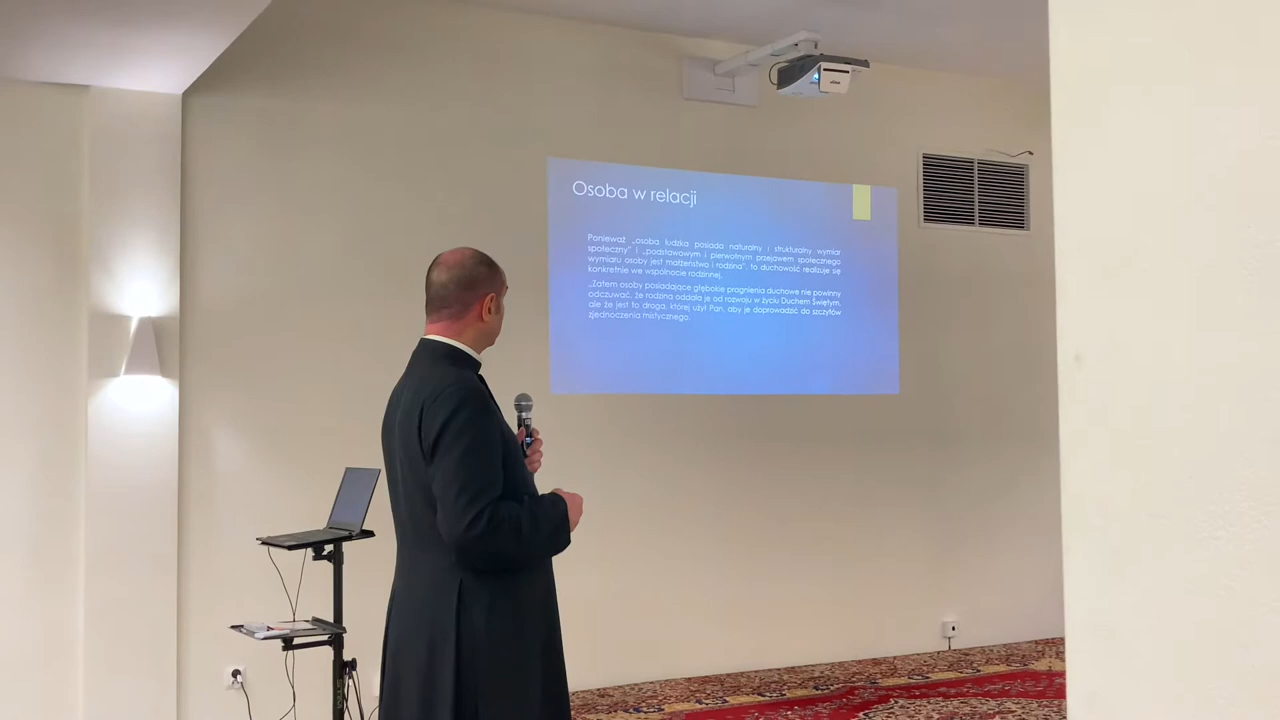 Osoba w relacji
Ponieważ „osoba ludzka posiada naturalny i strukturalny wymiar
społeczny" i „podstawowym i pierwotnym przejawem społecznego
wymiaru osoby jest małżeństwo i rodzina", to duchowość realizuje się
konkretnie we wspólnocie rodzinnej.
„Zatem osoby posiadające głębokie pragnienia duchowe nie powinny
odczuwać, że rodzina oddala je od rozwoju w życiu Duchem Świętym,
ale że jest to droga, której użył Pan, aby je doprowadzić do szczytów
zjednoczenia mistycznego.